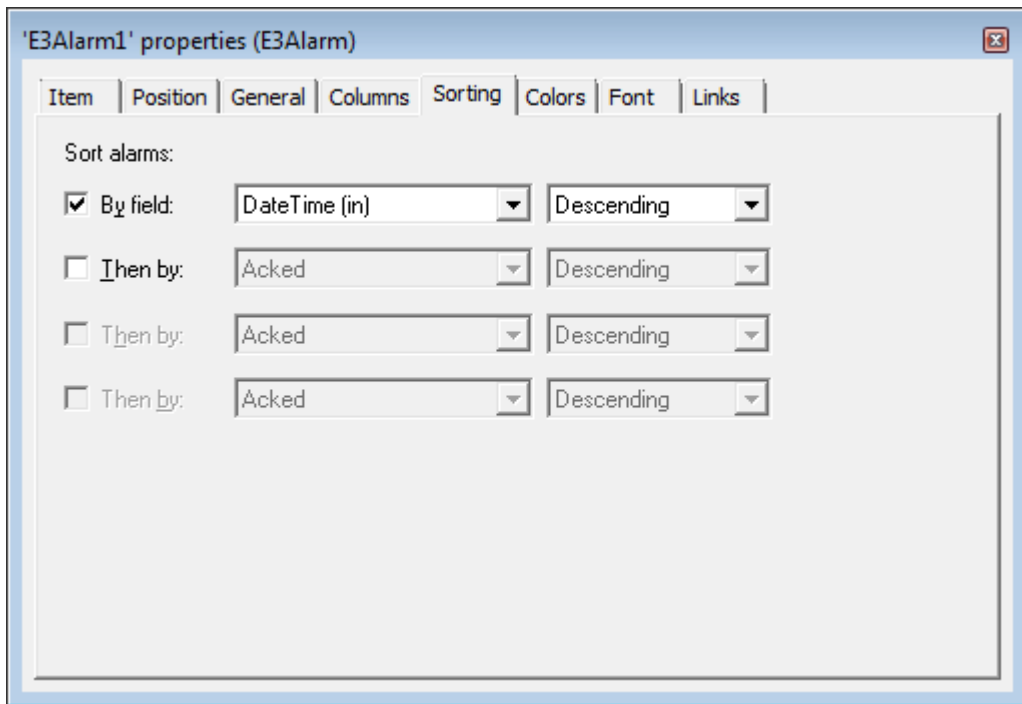 'E3Alarm1' properties (E3Alarm)
Item Position General Columns Sorting Colors Font Links
Sort alarms:
By field: DateTime (in) Descending
Then by: Acked Descending
Then by: Acked Descending
Then by: Acked Descending